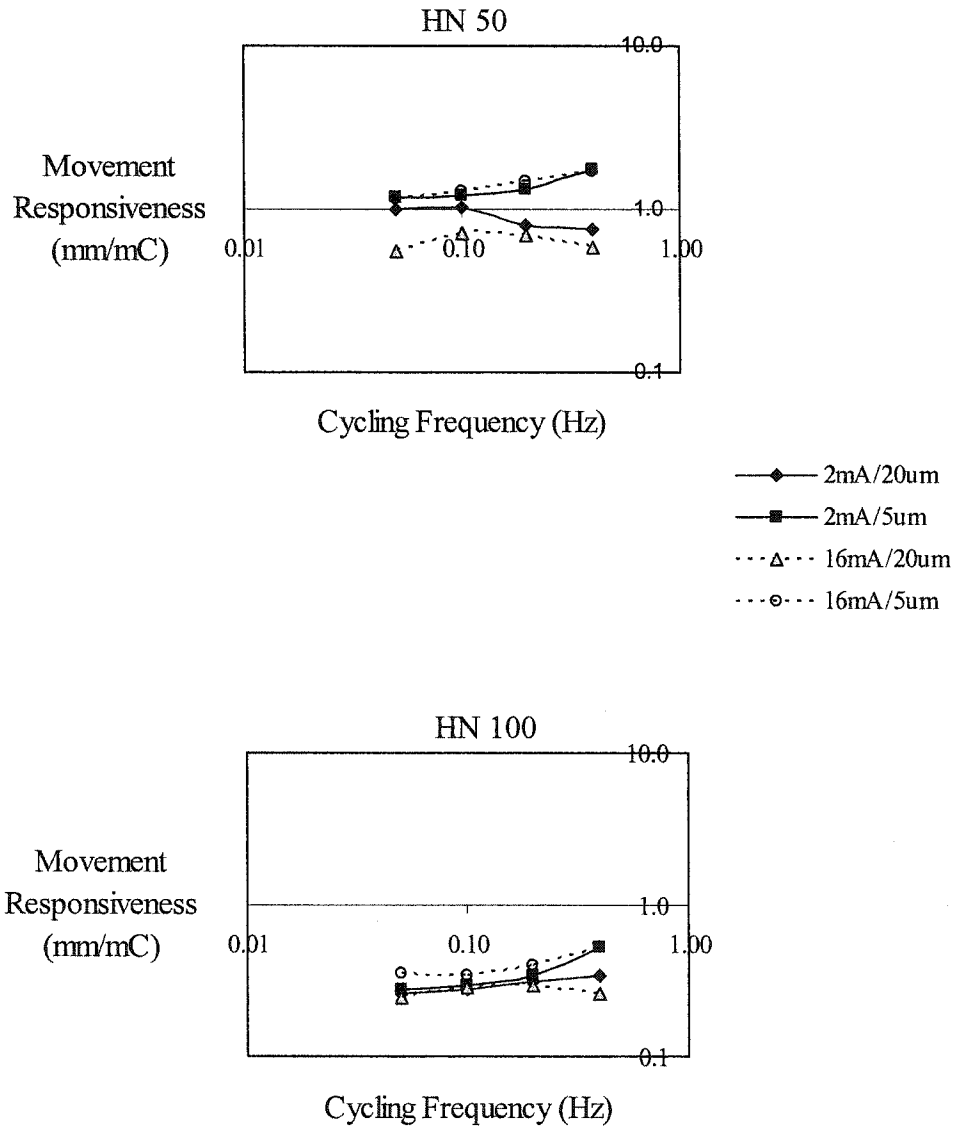 HN 50
10.0
Movement
Responsiveness
(mm/mC)
1.0
0.01
0.10
1.00
0.1
Cycling Frequency (Hz)
2mA/20um
2mA/5um
16mA/20um
16mA/5um
HN 100
10.0
Movement
Responsiveness
(mm/mC)
1.0
0.01
0.10
1.00
0.1
Cycling Frequency (Hz)